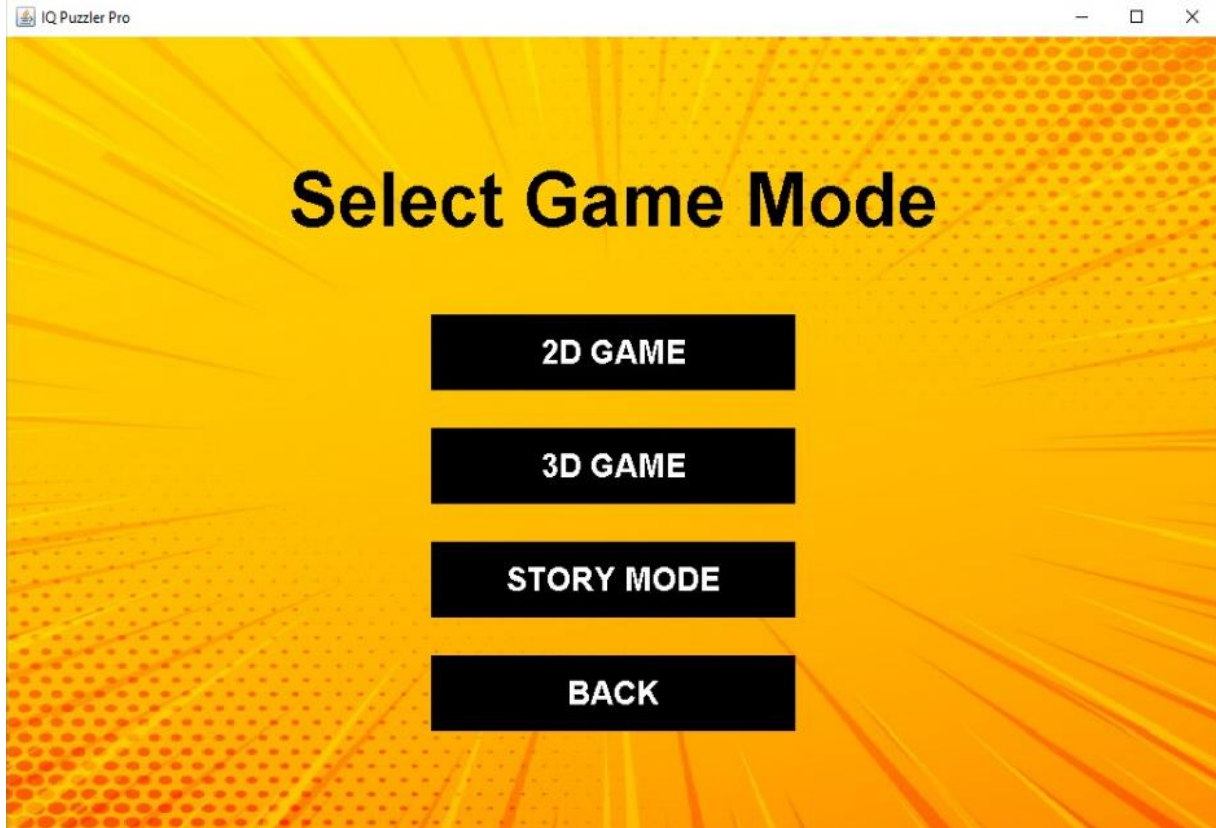 IQ Puzzler Pro
Select Game Mode
2D GAME
3D GAME
STORY MODE
BACK